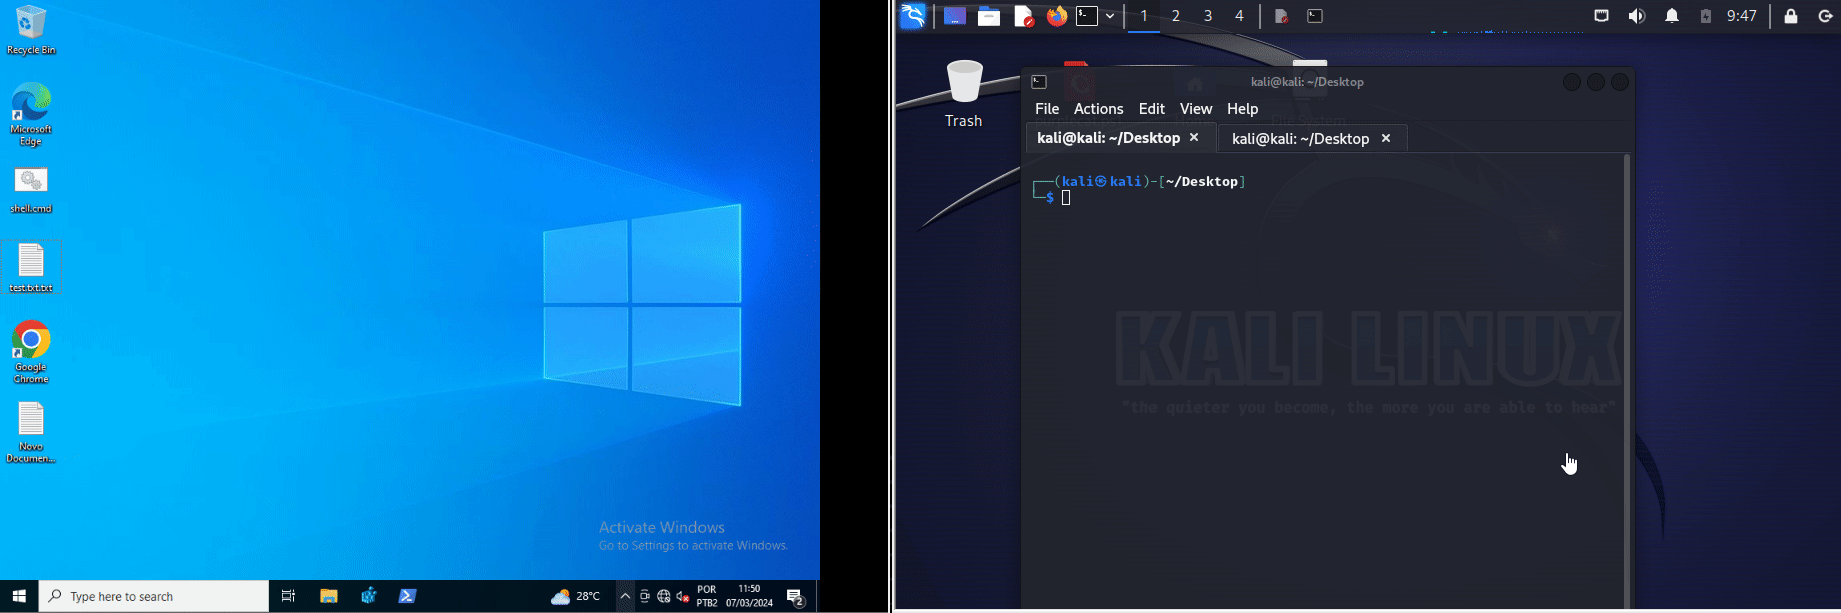 Recycle Bin
Microsoft
Edge
shell.cmd
test.txt.txt
Google
Chrome
Novo
Documen...
Activate Windows
Go to Settings to activate Windows.
Type here to search
28°C
POR
PTB2
11:50
07/03/2024
2
1 2 3 4
9:47
Trash
kali@kali: ~/Desktop
File Actions Edit View Help
kali@kali: ~/Desktop
kali@kali: ~/Desktop
(kali㉿kali)-[~/Desktop]
$
KALI LINUX
"the quieter you become, the more you are able to hear"